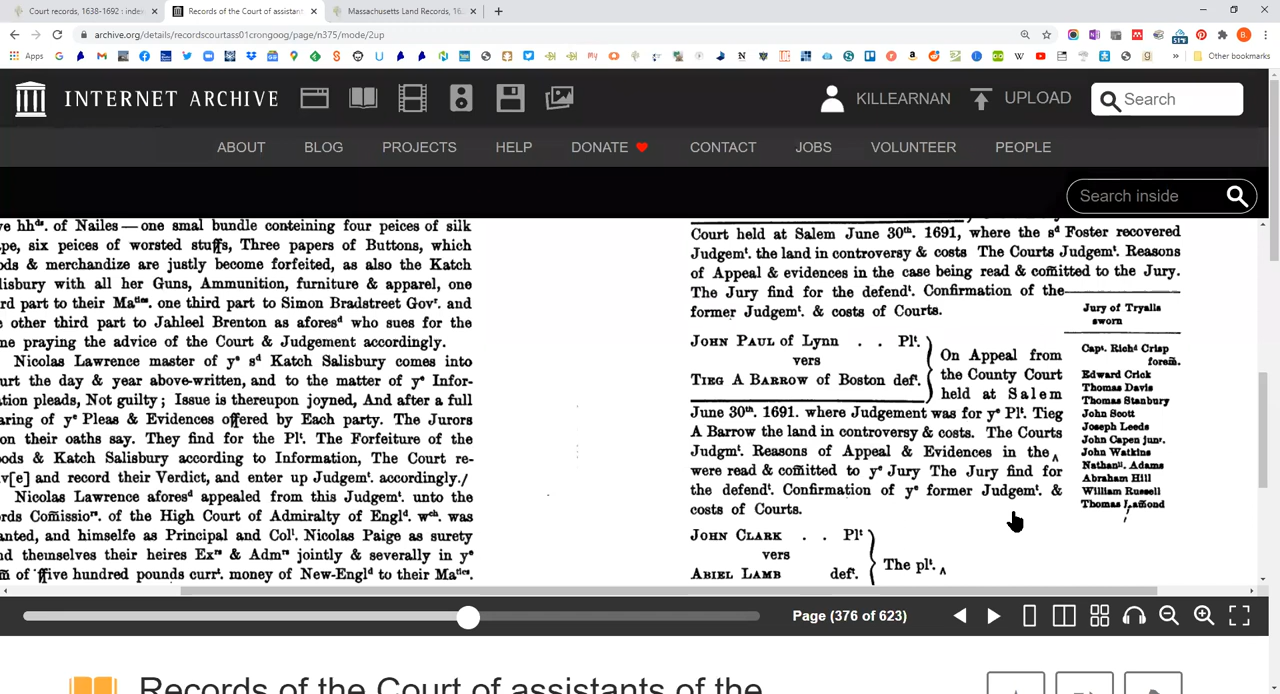 Court records, 1638-1692 : index
Records of the Court of assistant
Massachusetts Land Records, 16
archive.org/details/recordscourtass01crongoog/page/n375/mode/2up
Apps
Other bookmarks
INTERNET ARCHIVE
KILLEARNAN
UPLOAD
Search
ABOUT
BLOG
PROJECTS
HELP
DONATE
CONTACT
JOBS
VOLUNTEER
PEOPLE
Search inside
ve hhds. of Nailes — one smal bundle conteining four peices of silk
pe, six peices of worsted stuffs, Three papers of Buttons, which
ods & merchandize are justly become forfeited, as also the Katch
lisbury with all her Guns, Ammunition, furniture & apparel, one
rd part to their Maties. one third part to Simon Bradstreet Govr. and
e other third part to Jahleel Brenton as aforesd who sues for the
me praying the advice of the Court & Judgement accordingly.
Nicolas Lawrence master of ye sd Katch Salisbury comes into
urt the day & year above-written, and to the matter of ye Infor-
ation pleads, Not guilty ; Issue is thereupon joyned, And after a full
aring of ye Pleas & Evidences offered by Each party. The Jurors
on their oaths say. They find for the Plt. The Forfeiture of the
ods & Katch Salisbury according to Information, The Court re-
v[e] and record their Verdict, and enter up Judgemt. accordingly./
Nicolas Lawrence aforesd appealed from this Judgemt. unto the
rds Com̃issiors. of the High Court of Admiralty of Engld. wch. was
anted, and himselfe as Principal and Coll. Nicolas Paige as surety
nd themselves their heires Exrs & Admrs jointly & severally in ye
m̃ of ffive hundred pounds currt. money of New-Engld to their Maties.
Court held at Salem June 30th. 1691, where the sd Foster recovered
Judgemt. the land in controversy & costs The Courts Judgemt. Reasons
of Appeal & evidences in the case being read & com̃itted to the Jury.
The Jury find for the defendt. Confirmation of the
former Judgemt. & costs of Courts.
JOHN PAUL of Lynn . . Plt.
vers
TIEG A BARROW of Boston deft.
On Appeal from
the County Court
held at Salem
June 30th. 1691. where Judgement was for ye Plt. Tieg
A Barrow the land in controversy & costs. The Courts
Judgmt. Reasons of Appeal & Evidences in the‸
were read & com̃itted to ye Jury The Jury find for
the defendt. Confirmation of ye former Judgemt. &
costs of Courts.
JOHN CLARK . . Plt
vers
ABIEL LAMB deft.
The plt. ‸
Jury of Tryalls
sworn
Capt. Richd Crisp
forem̃.
Edward Crick
Thomas Davis
Thomas Stanbury
John Scott
Joseph Leeds
John Capen junr.
John Watkins
Nathanll. Adams
Abraham Hill
William Russell
Thomas Lamond
Page (376 of 623)
Records of the Court of assistants of the